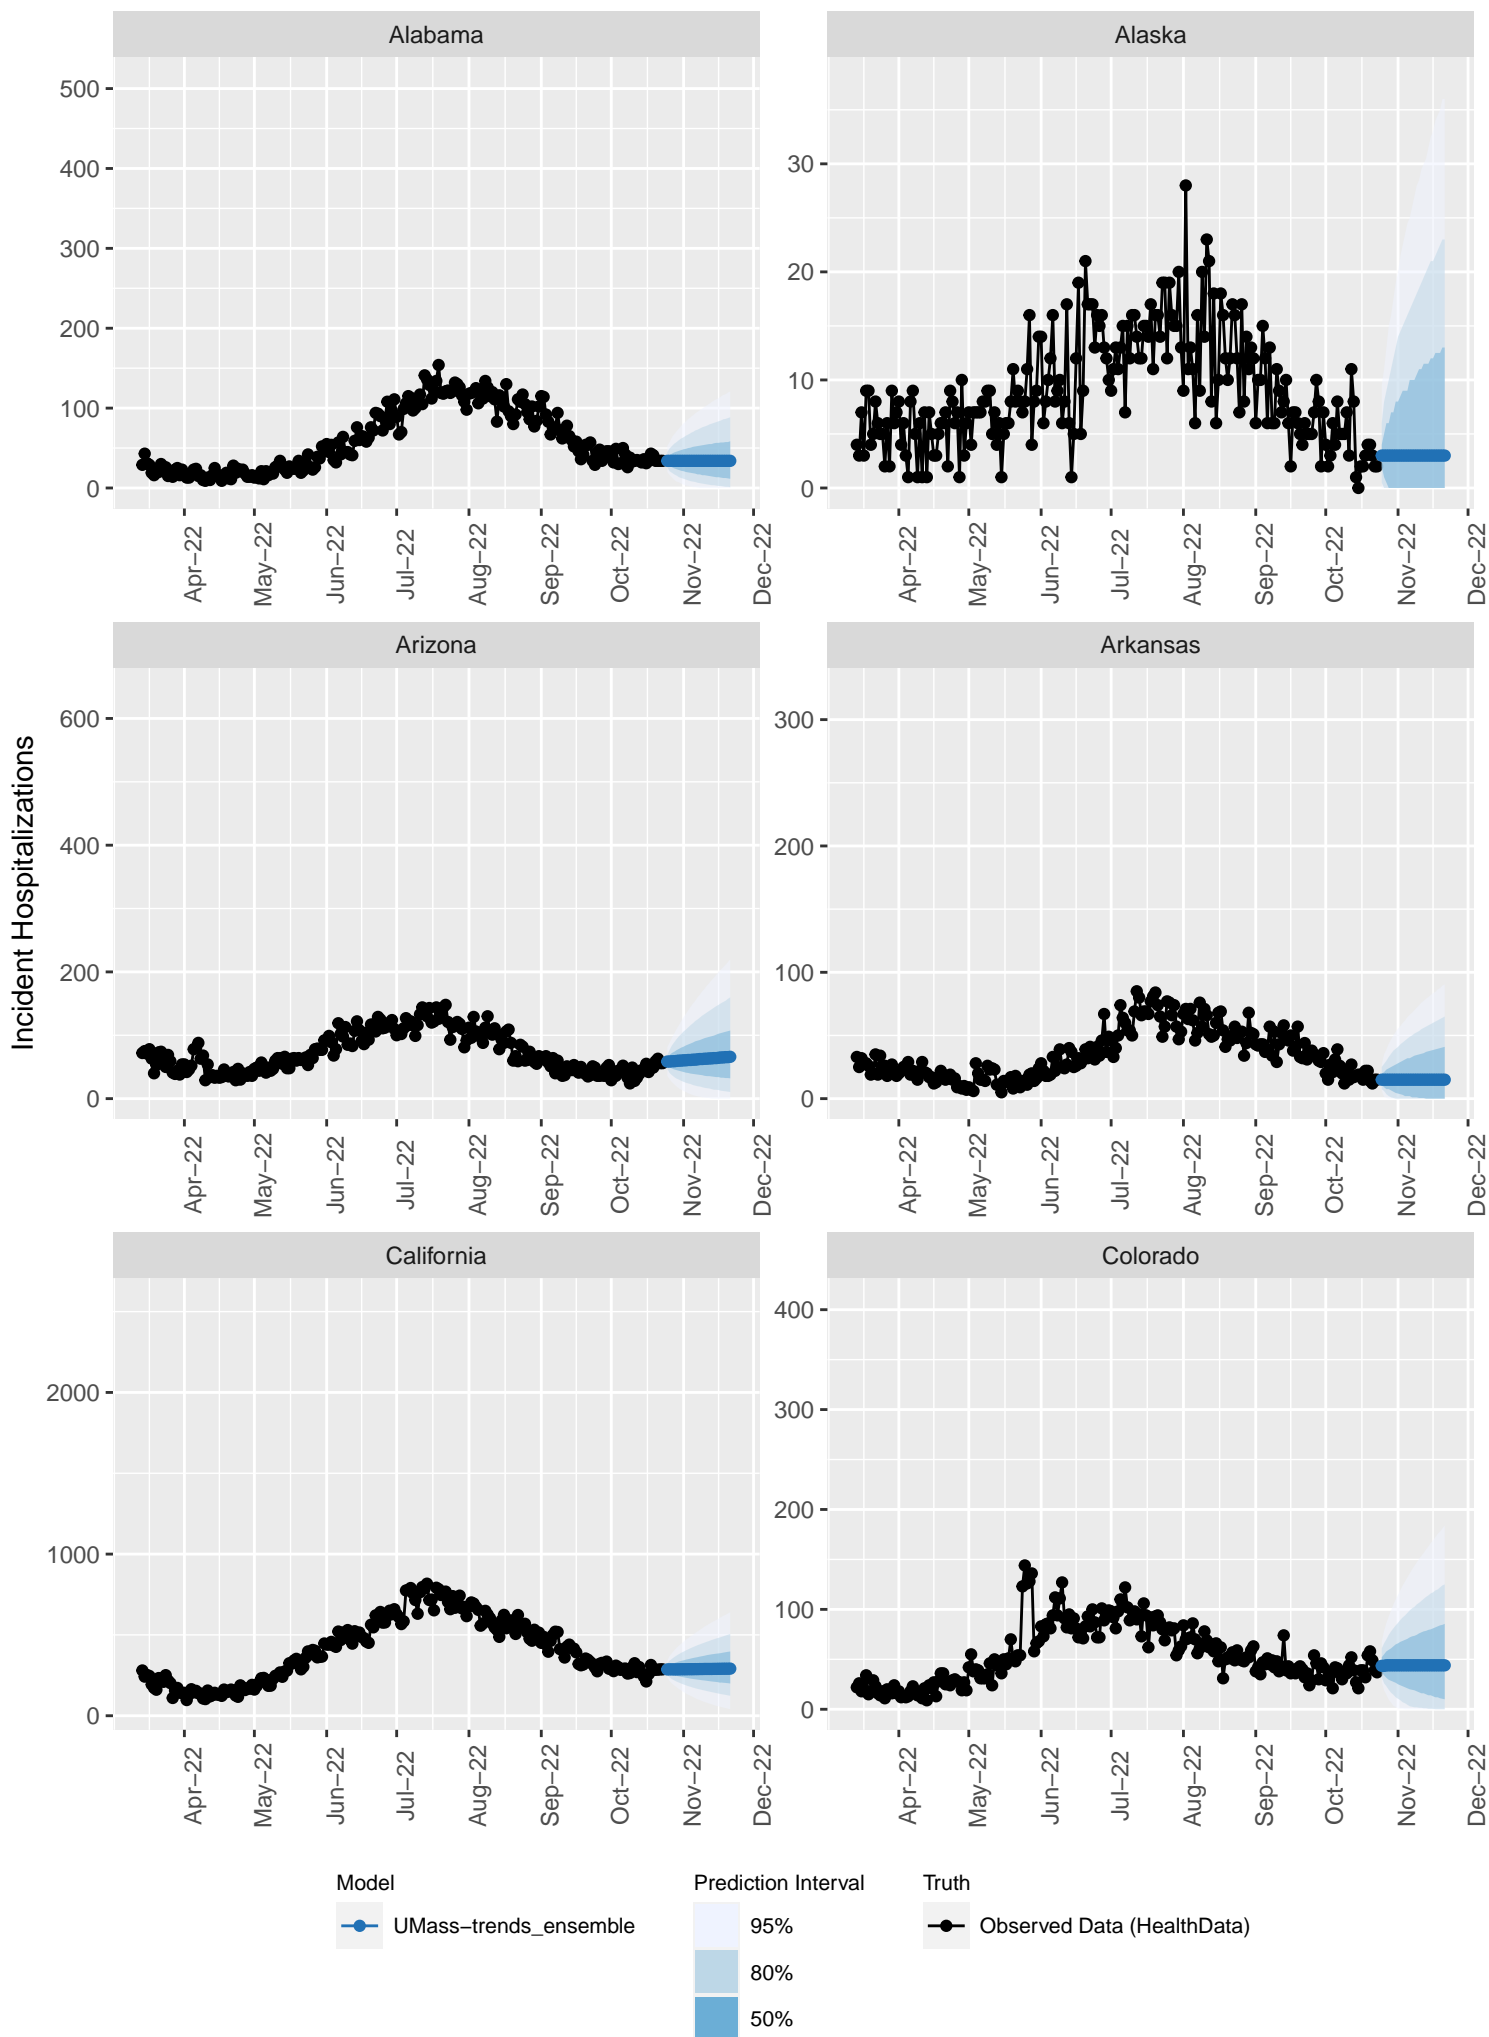 Alabama
Alaska
500
400
300
200
100
0
30
20
10
0
Apr−22
May−22
Jun−22
Jul−22
Aug−22
Sep−22
Oct−22
Nov−22
Dec−22
Apr−22
May−22
Jun−22
Jul−22
Aug−22
Sep−22
Oct−22
Nov−22
Dec−22
Incident Hospitalizations
Arizona
Arkansas
600
400
200
0
300
200
100
0
Apr−22
May−22
Jun−22
Jul−22
Aug−22
Sep−22
Oct−22
Nov−22
Dec−22
Apr−22
May−22
Jun−22
Jul−22
Aug−22
Sep−22
Oct−22
Nov−22
Dec−22
California
Colorado
2000
1000
0
400
300
200
100
0
Apr−22
May−22
Jun−22
Jul−22
Aug−22
Sep−22
Oct−22
Nov−22
Dec−22
Apr−22
May−22
Jun−22
Jul−22
Aug−22
Sep−22
Oct−22
Nov−22
Dec−22
Model
UMass−trends_ensemble
Prediction Interval
95%
80%
50%
Truth
Observed Data (HealthData)